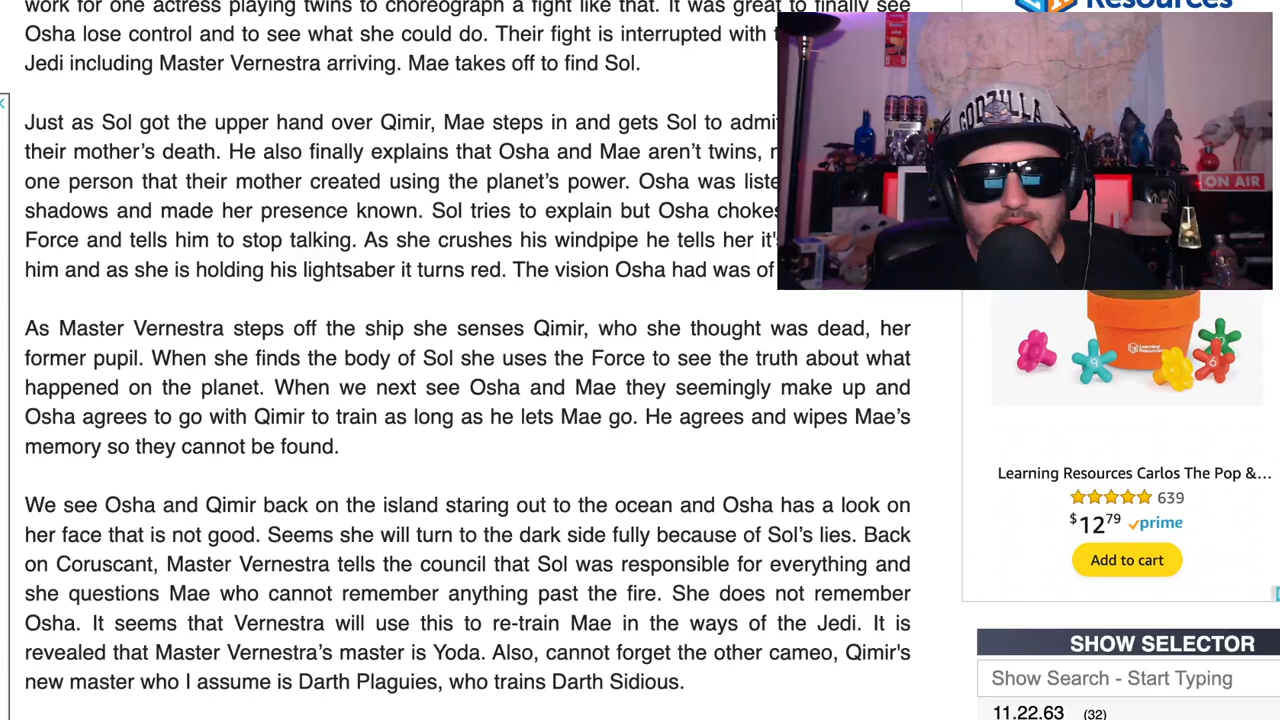 work for one actress playing twins to choreograph a fight like that. It was great to finally see
Osha lose control and to see what she could do. Their fight is interrupted with
Jedi including Master Vernestra arriving. Mae takes off to find Sol.
Just as Sol got the upper hand over Qimir, Mae steps in and gets Sol to admi
their mother's death. He also finally explains that Osha and Mae aren't twins,
one person that their mother created using the planet's power. Osha was liste
shadows and made her presence known. Sol tries to explain but Osha chokes
Force and tells him to stop talking. As she crushes his windpipe he tells her it's
him and as she is holding his lightsaber it turns red. The vision Osha had was of
As Master Vernestra steps off the ship she senses Qimir, who she thought was dead, her
former pupil. When she finds the body of Sol she uses the Force to see the truth about what
happened on the planet. When we next see Osha and Mae they seemingly make up and
Osha agrees to go with Qimir to train as long as he lets Mae go. He agrees and wipes Mae's
memory so they cannot be found.
We see Osha and Qimir back on the island staring out to the ocean and Osha has a look on
her face that is not good. Seems she will turn to the dark side fully because of Sol's lies. Back
on Coruscant, Master Vernestra tells the council that Sol was responsible for everything and
she questions Mae who cannot remember anything past the fire. She does not remember
Osha. It seems that Vernestra will use this to re-train Mae in the ways of the Jedi. It is
revealed that Master Vernestra's master is Yoda. Also, cannot forget the other cameo, Qimir's
new master who I assume is Darth Plaguies, who trains Darth Sidious.
Resources
GODZILLA
ON AIR
Learning Resources
Learning Resources Carlos The Pop &...
639
$12.79 prime
Add to cart
SHOW SELECTOR
Show Search - Start Typing
11.22.63 (32)